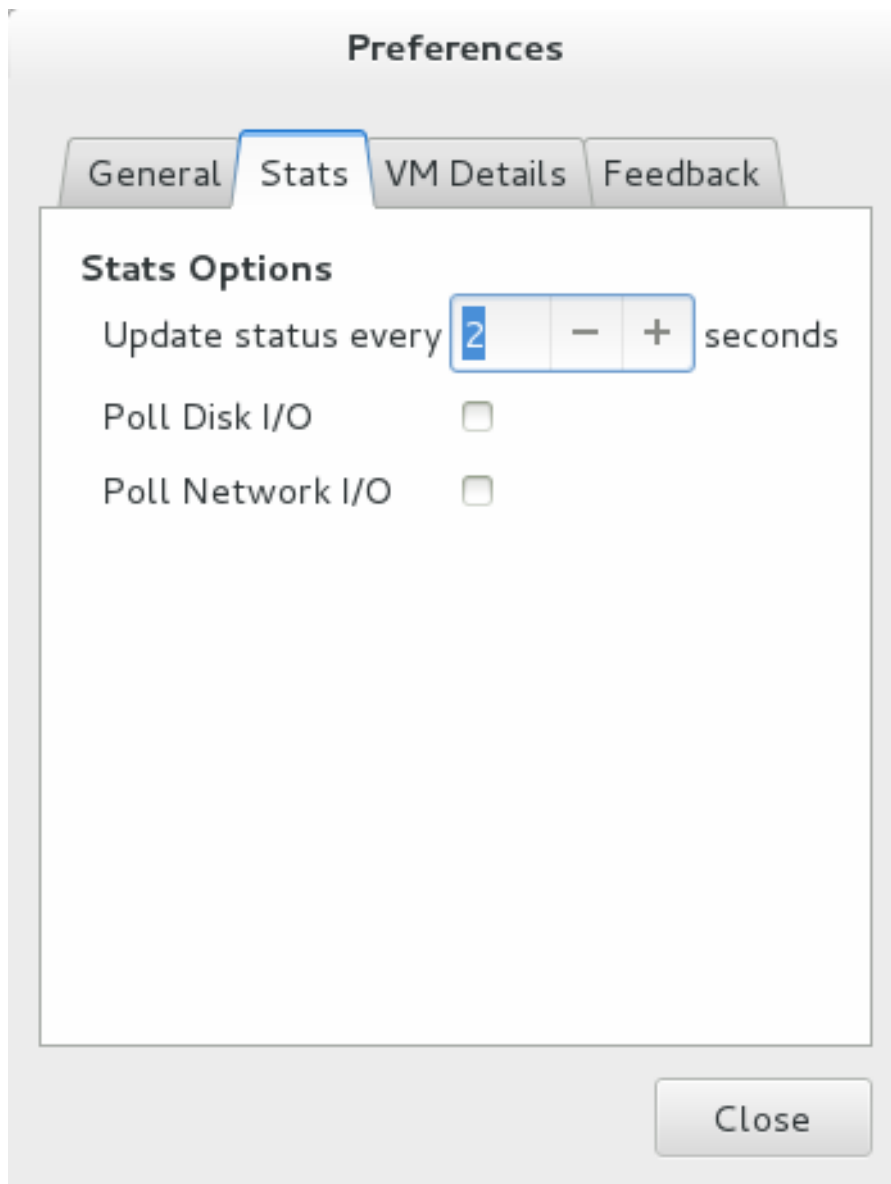 Preferences
General Stats VM Details Feedback
Stats Options
Update status every 2 − + seconds
Poll Disk I/O
Poll Network I/O
Close